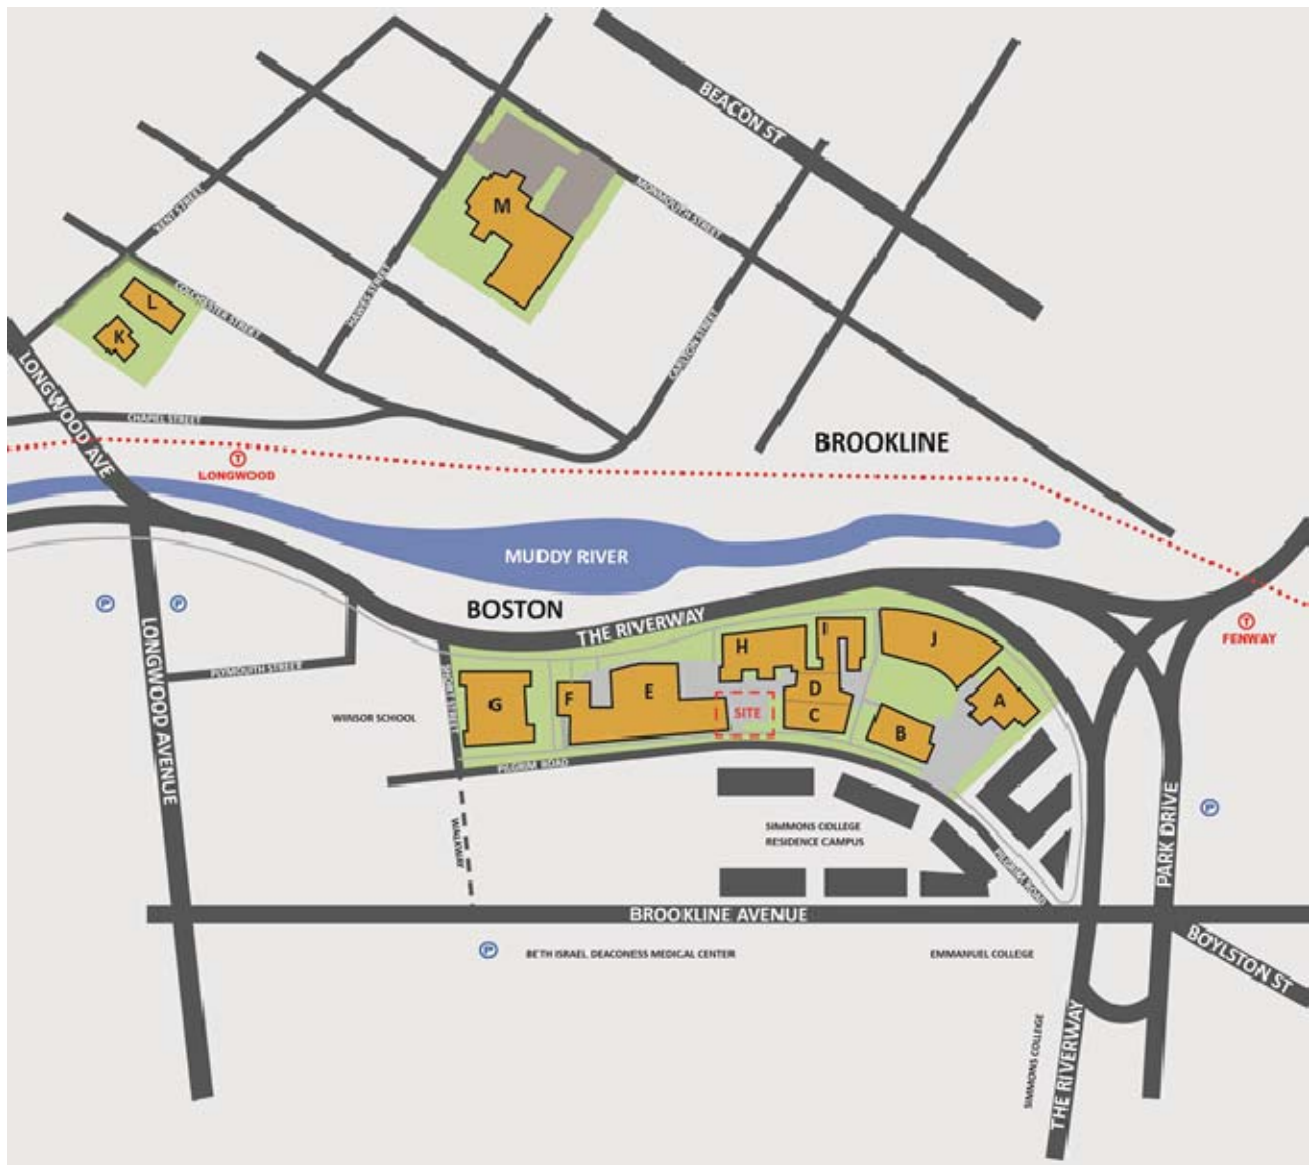 BEACON ST
M
MONMOUTH STREET
KENT STREET
L
COLCHESTER STREET
HAWES STREET
K
CARLTON STREET
LONGWOOD AVE
CHAPEL STREET
BROOKLINE
T
LONGWOOD
MUDDY RIVER
BOSTON
THE RIVERWAY
P
P
T
FENWAY
LONGWOOD AVENUE
PLYMOUTH STREET
SHORT STREET
WINSOR SCHOOL
G
F
E
H
I
J
D
C
SITE
A
B
PILGRIM ROAD
WALKWAY
SIMMONS COLLEGE
RESIDENCE CAMPUS
PILGRIM ROAD
PARK DRIVE
P
BROOKLINE AVENUE
P
BETH ISRAEL DEACONESS MEDICAL CENTER
EMMANUEL COLLEGE
BOYLSTON ST
SIMMONS COLLEGE
THE RIVERWAY